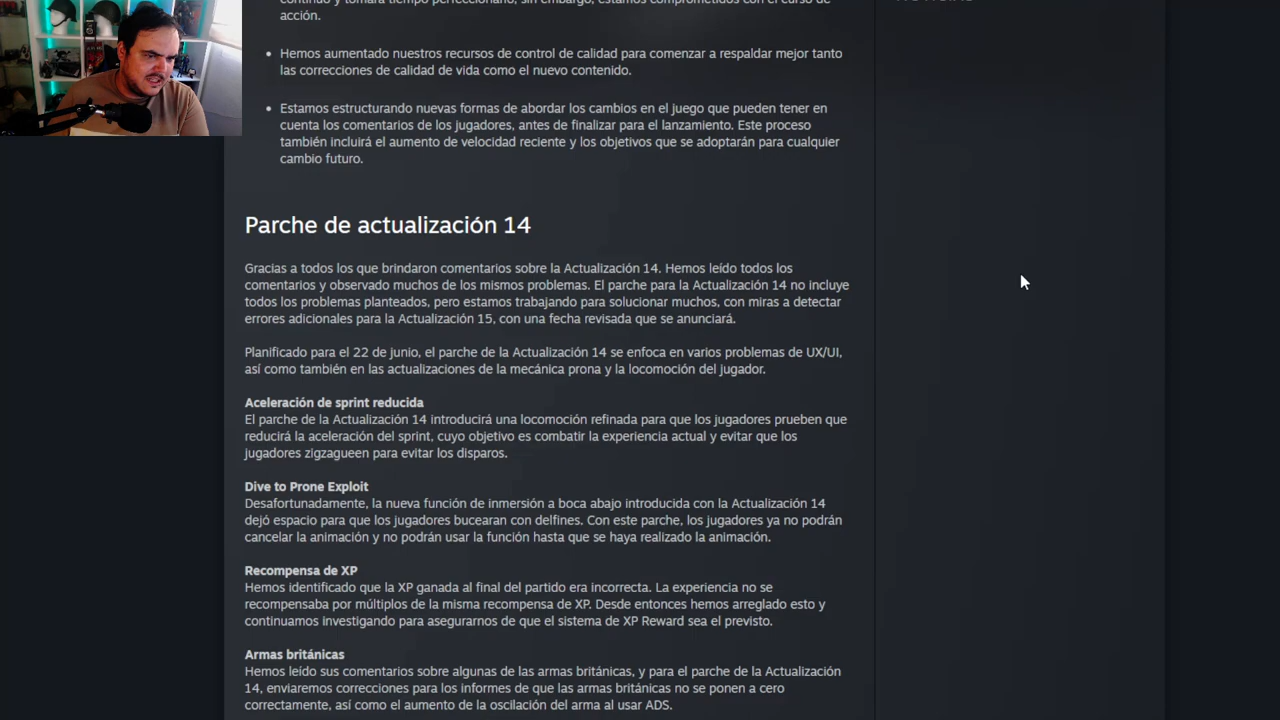 continuo y tomará tiempo perfeccionarlo, sin embargo, estamos comprometidos con el curso de
acción.
Hemos aumentado nuestros recursos de control de calidad para comenzar a respaldar mejor tanto
las correcciones de calidad de vida como el nuevo contenido.
Estamos estructurando nuevas formas de abordar los cambios en el juego que pueden tener en
cuenta los comentarios de los jugadores, antes de finalizar para el lanzamiento. Este proceso
también incluirá el aumento de velocidad reciente y los objetivos que se adoptarán para cualquier
cambio futuro.
Parche de actualización 14
Gracias a todos los que brindaron comentarios sobre la Actualización 14. Hemos leído todos los
comentarios y observado muchos de los mismos problemas. El parche para la Actualización 14 no incluye
todos los problemas planteados, pero estamos trabajando para solucionar muchos, con miras a detectar
errores adicionales para la Actualización 15, con una fecha revisada que se anunciará.
Planificado para el 22 de junio, el parche de la Actualización 14 se enfoca en varios problemas de UX/UI,
así como también en las actualizaciones de la mecánica prona y la locomoción del jugador.
Aceleración de sprint reducida
El parche de la Actualización 14 introducirá una locomoción refinada para que los jugadores prueben que
reducirá la aceleración del sprint, cuyo objetivo es combatir la experiencia actual y evitar que los
jugadores zigzagueen para evitar los disparos.
Dive to Prone Exploit
Desafortunadamente, la nueva función de inmersión a boca abajo introducida con la Actualización 14
dejó espacio para que los jugadores bucearan con delfines. Con este parche, los jugadores ya no podrán
cancelar la animación y no podrán usar la función hasta que se haya realizado la animación.
Recompensa de XP
Hemos identificado que la XP ganada al final del partido era incorrecta. La experiencia no se
recompensaba por múltiplos de la misma recompensa de XP. Desde entonces hemos arreglado esto y
continuamos investigando para asegurarnos de que el sistema de XP Reward sea el previsto.
Armas británicas
Hemos leído sus comentarios sobre algunas de las armas británicas, y para el parche de la Actualización
14, enviaremos correcciones para los informes de que las armas británicas no se ponen a cero
correctamente, así como el aumento de la oscilación del arma al usar ADS.